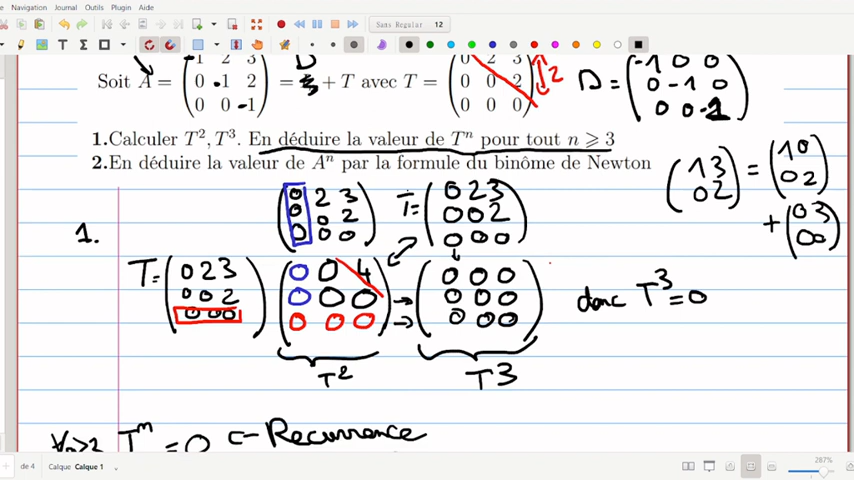 Navigation Journal Outils Plugin Aide
Sans Regular 12
-1 2 3 D 0 2 3 -1 0 0
Soit A = 0 -1 2 = + T avec T = 0 0 2 2 D = 0 -1 0
0 0 -1 0 0 0 0 0 -1
1.Calculer T², T³. En déduire la valeur de Tⁿ pour tout n ⩾ 3
2.En déduire la valeur de Aⁿ par la formule du binôme de Newton
1 3 = 1 0
0 2 0 2
+ 0 3
0 0
0 2 3 T= 0 2 3
0 0 2 0 0 2
0 0 0 0 0 0
1.
T= 0 2 3 0 0 4 0 0 0
0 0 2 0 0 0 → 0 0 0 donc T³=0
0 0 0 0 0 0 → 0 0 0
T² T3
= 0 Recurrence
de 4 Calque Calque 1 287%